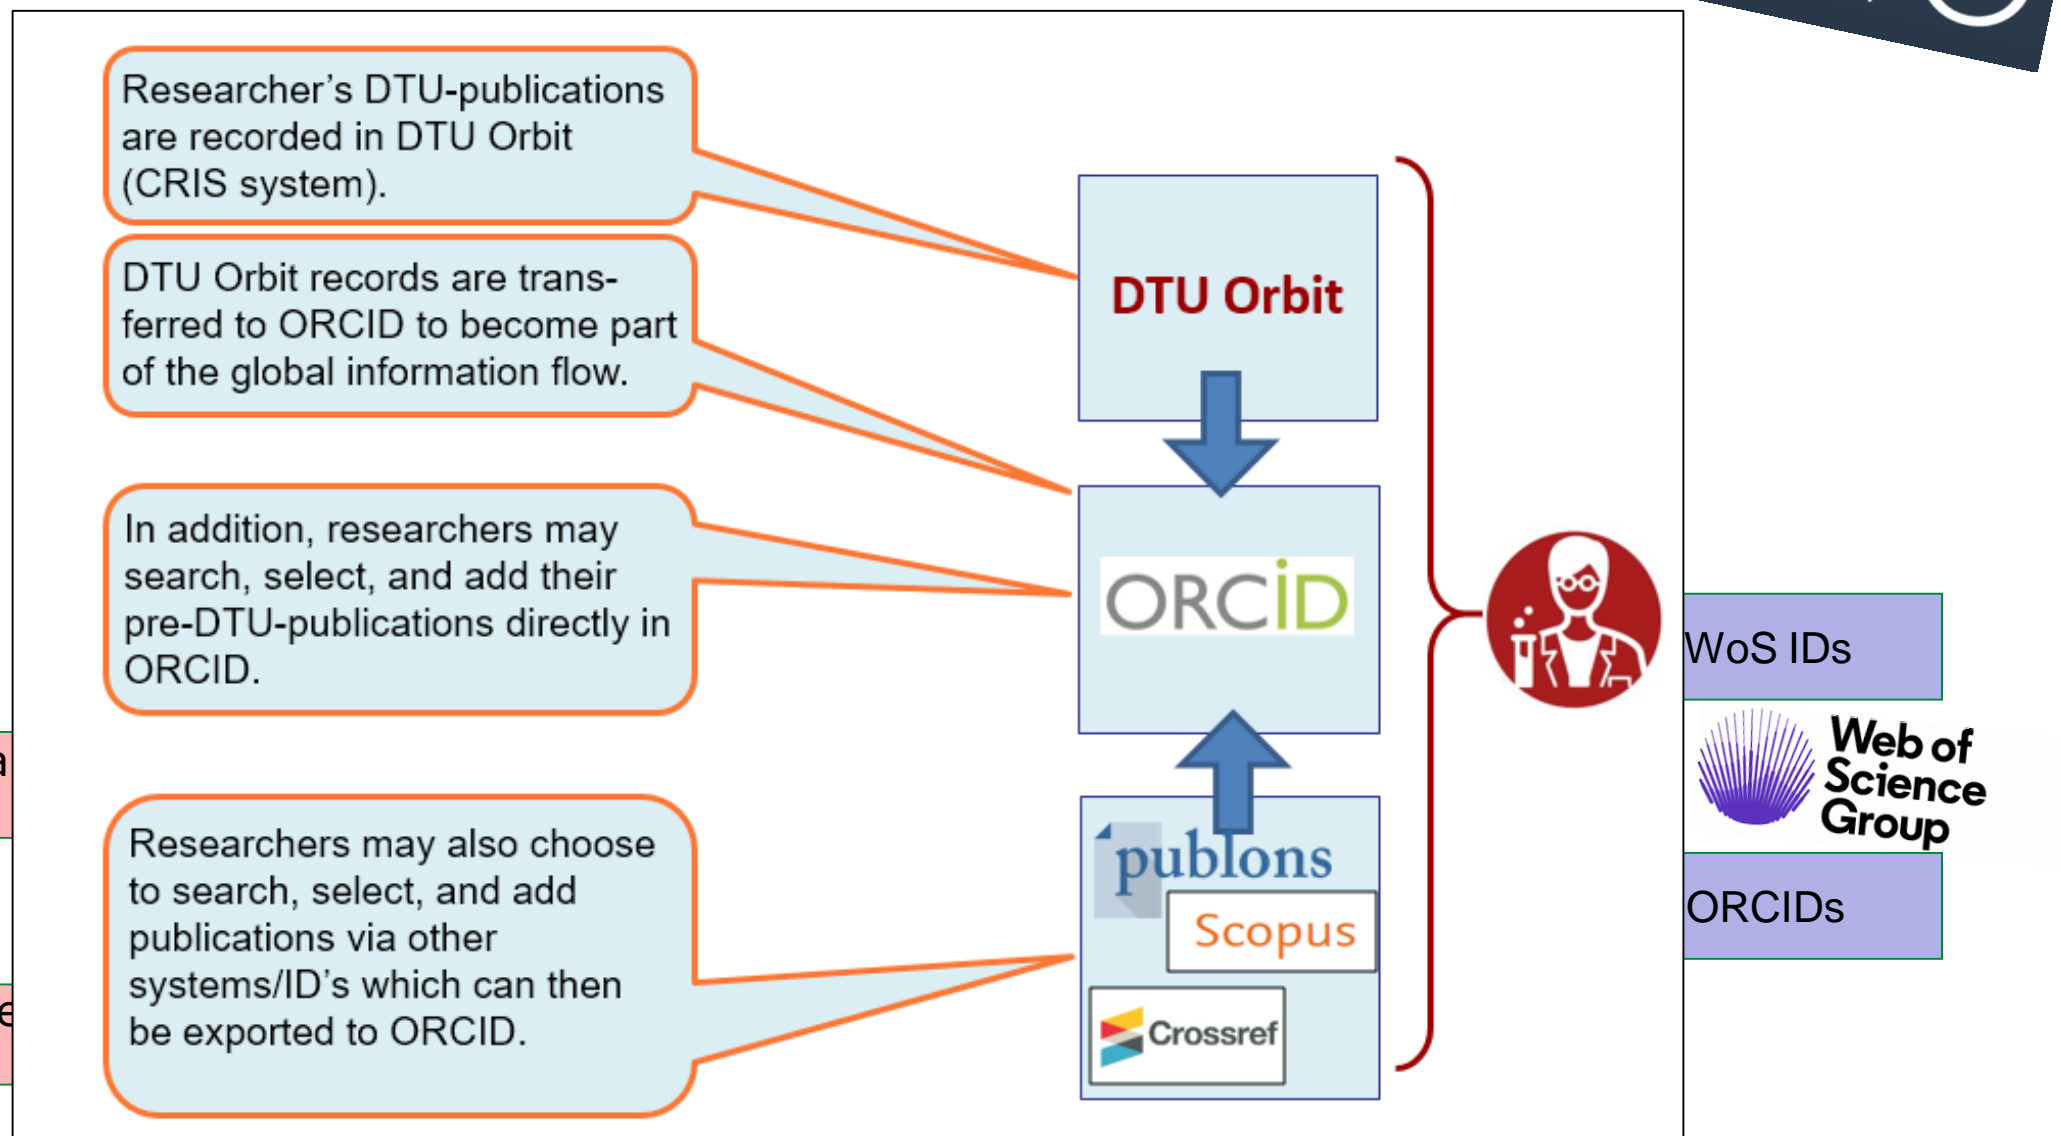 Researcher's DTU-publications
are recorded in DTU Orbit
(CRIS system).
DTU Orbit records are trans-
ferred to ORCID to become part
of the global information flow.
In addition, researchers may
search, select, and add their
pre-DTU-publications directly in
ORCID.
Researchers may also choose
to search, select, and add
publications via other
systems/ID's which can then
be exported to ORCID.
DTU Orbit
ORCID
publons
Scopus
Crossref
WoS IDs
Web of
Science
Group
ORCIDs